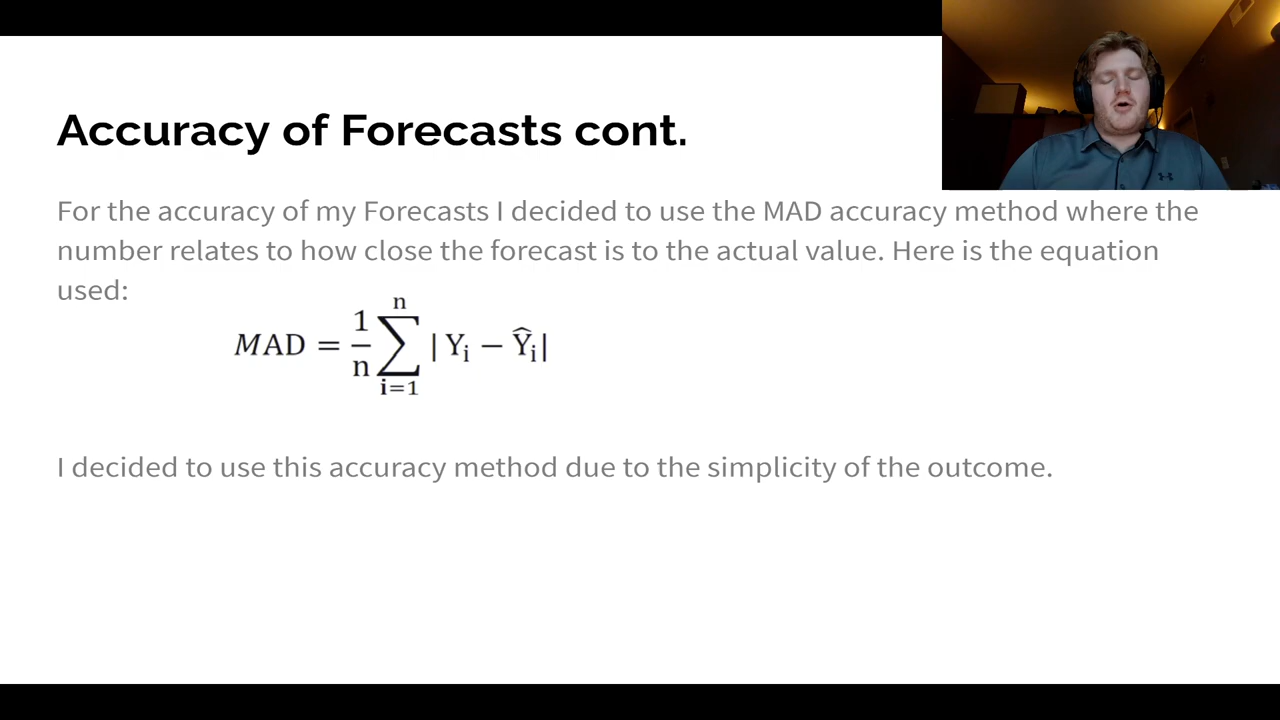 Accuracy of Forecasts cont.
For the accuracy of my Forecasts I decided to use the MAD accuracy method where the
number relates to how close the forecast is to the actual value. Here is the equation
used:
MAD = 1/n ∑ⁿᵢ₌₁ | Yᵢ − Ŷᵢ|
I decided to use this accuracy method due to the simplicity of the outcome.